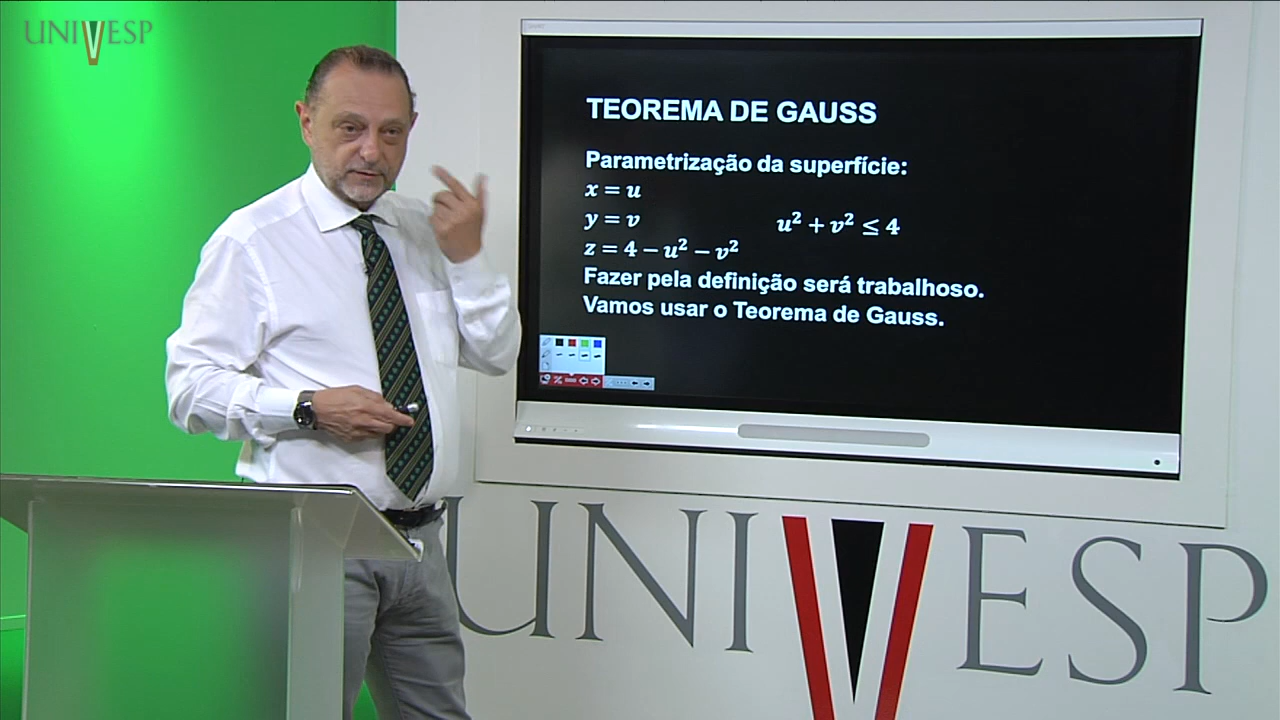 UNIVESP
TEOREMA DE GAUSS
Parametrização da superfície:
𝒙 = 𝒖
𝒚 = 𝒗
𝒖² + 𝒗² ≤ 𝟒
𝒛 = 𝟒 − 𝒖² − 𝒗²
Fazer pela definição será trabalhoso.
Vamos usar o Teorema de Gauss.
UNIVESP